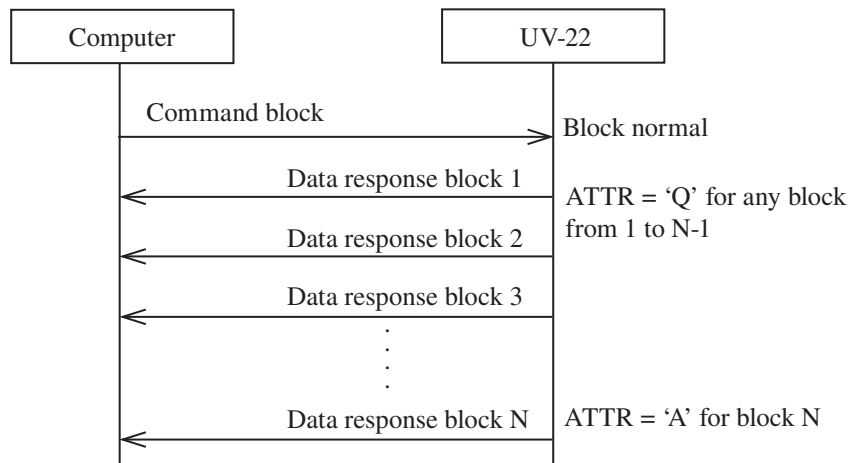 Computer
UV-22
Command block
Block normal
Data response block 1
ATTR = ‘Q’ for any block
from 1 to N-1
Data response block 2
Data response block 3
Data response block N
ATTR = ‘A’ for block N